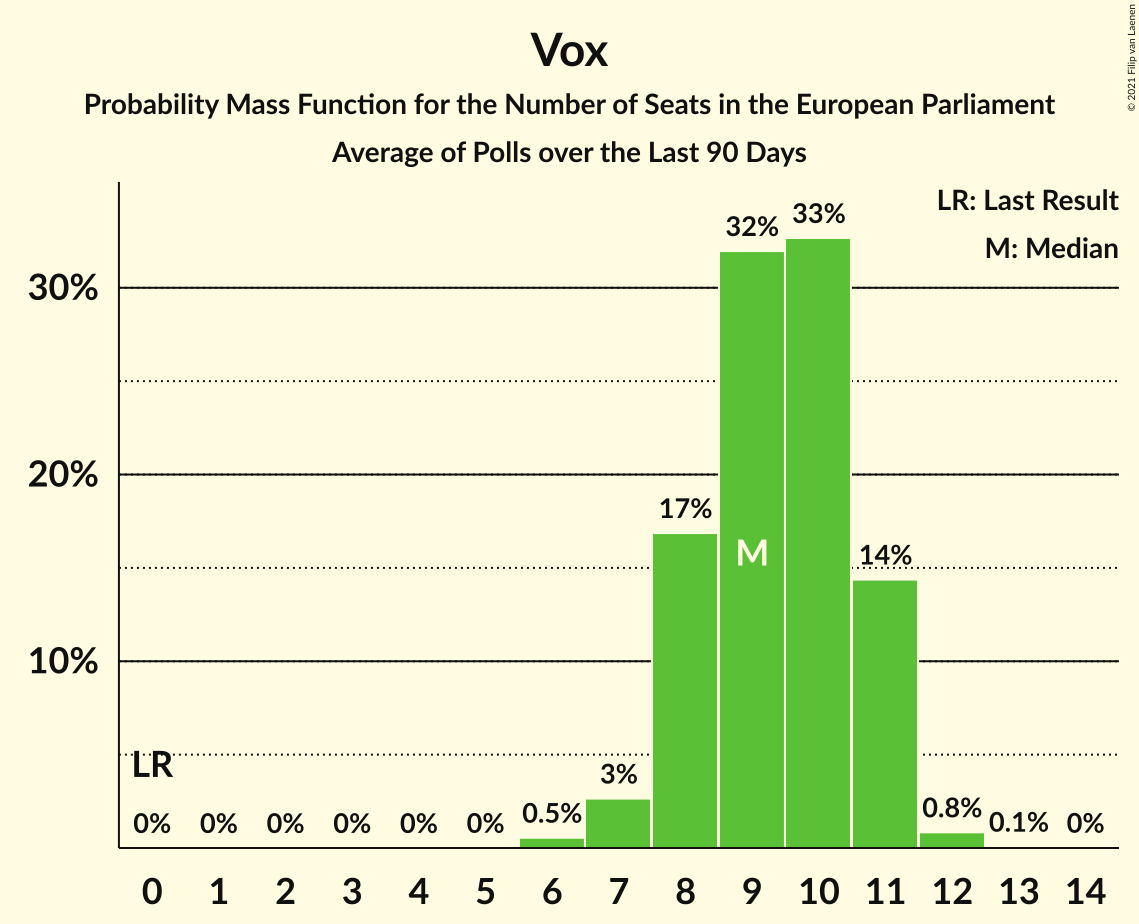 Vox
Probability Mass Function for the Number of Seats in the European Parliament
Average of Polls over the Last 90 Days
© 2021 Filip van Laenen
LR: Last Result
M: Median
30%
20%
10%
LR
0% 0% 0% 0% 0% 0% 0.5% 3% 17% 32% 33% 14% 0.8% 0.1% 0%
M
0 1 2 3 4 5 6 7 8 9 10 11 12 13 14